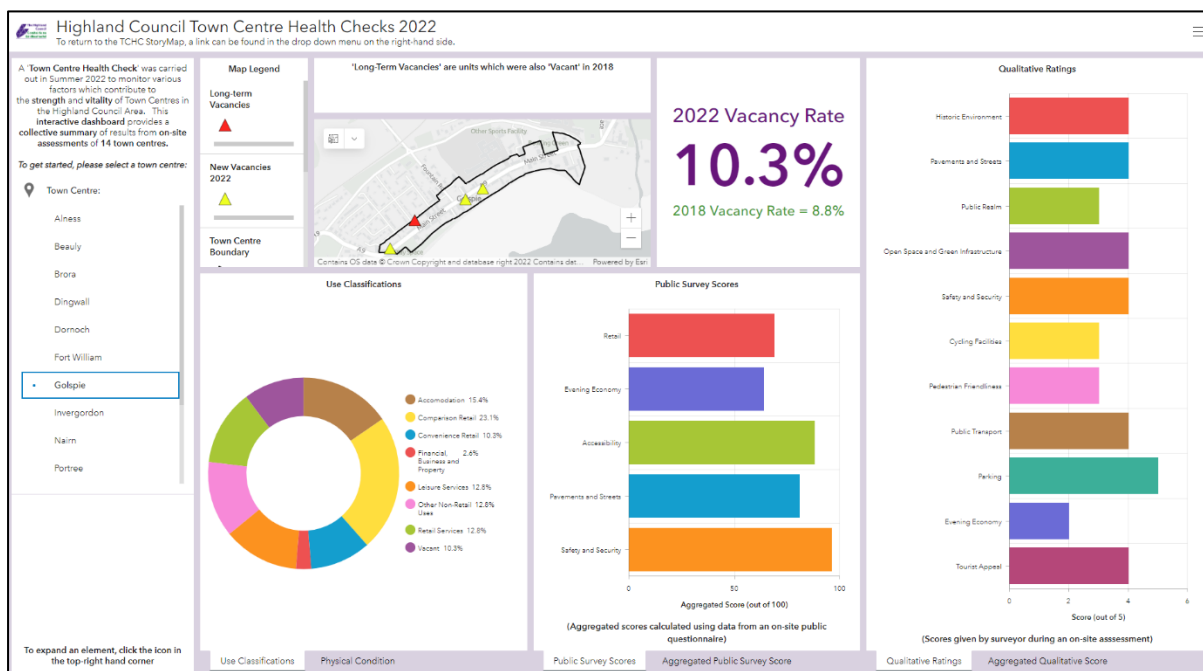 Highland Council Town Centre Health Checks 2022
To return to the TCHC StoryMap, a link can be found in the drop down menu on the right-hand side.
A 'Town Centre Health Check' was carried
out in Summer 2022 to monitor various
factors which contribute to
the strength and vitality of Town Centres in
the Highland Council Area. This
interactive dashboard provides a
collective summary of results from on-site
assessments of 14 town centres.
To get started, please select a town centre:
Town Centre:
Alness
Beauly
Brora
Dingwall
Dornoch
Fort William
Golspie
Invergordon
Nairn
Portree
To expand an element, click the icon in
the top-right hand corner
Map Legend
Long-term
Vacancies
New Vacancies
2022
Town Centre
Boundary
'Long-Term Vacancies' are units which were also 'Vacant' in 2018
Other Sports Facility
Main Street
Fountain
Golspie
Main Street
A9
A9
+
−
Contains OS data © Crown Copyright and database right 2022 Contains dat...
Powered by Esri
2022 Vacancy Rate
10.3%
2018 Vacancy Rate = 8.8%
Use Classifications
Accomodation 15.4%
Comparison Retail 23.1%
Convenience Retail 10.3%
Financial, 2.6%
Business and
Property
Leisure Services 12.8%
Other Non-Retail 12.8%
Uses
Retail Services 12.8%
Vacant 10.3%
Use Classifications
Physical Condition
Public Survey Scores
Retail
Evening Economy
Accessibility
Pavements and Streets
Safety and Security
0
50
100
Aggregated Score (out of 100)
(Aggregated scores calculated using data from an on-site public
questionnaire)
Public Survey Scores
Aggregated Public Survey Score
Qualitative Ratings
Historic Environment
Pavements and Streets
Public Realm
Open Space and Green Infrastructure
Safety and Security
Cycling Facilities
Pedestrian Friendliness
Public Transport
Parking
Evening Economy
Tourist Appeal
0
2
4
6
Score (out of 5)
(Scores given by surveyor during an on-site asssessment)
Qualitative Ratings
Aggregated Qualitative Score